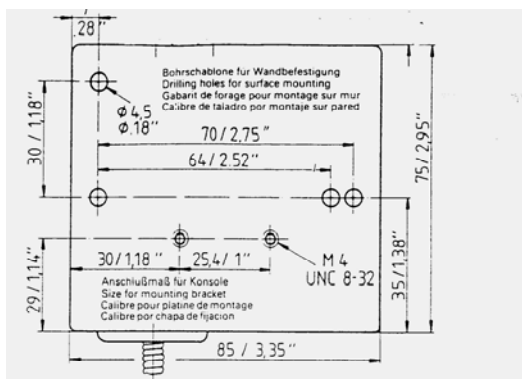 .28"
Bohrschablone für Wandbefestigung
Drilling holes for surface mounting
Gabarit de forage pour montage sur mur
Calibre de taladro por montaje sur pared
ϕ 4,5
ϕ.18"
30/1,18"
70/2,75"
64/2.52"
75/2,95"
30/1,18"
25,4/1"
M 4
UNC 8-32
29/1,14"
35/1,38"
Anschlußmaß für Konsole
Size for mounting bracket
Calibre pour platine de montage
Calibre por chapa de fijacion
85 / 3,35"